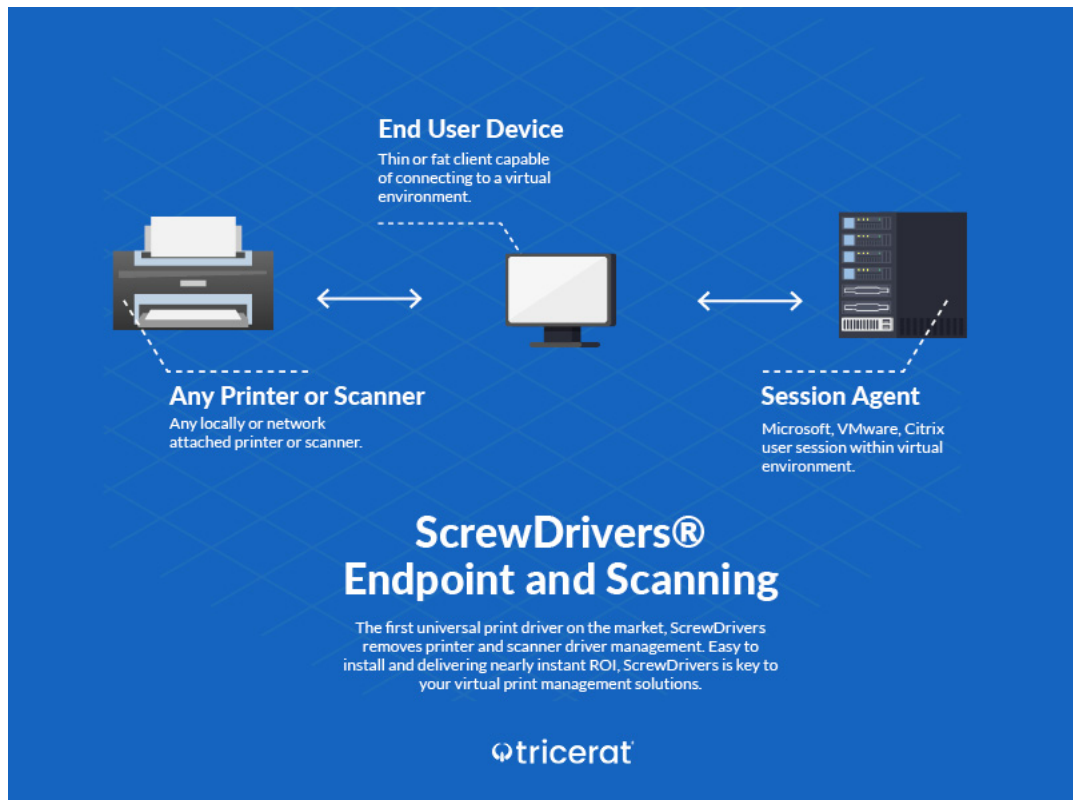 End User Device
Thin or fat client capable
of connecting to a virtual
environment.
Any Printer or Scanner
Any locally or network
attached printer or scanner.
Session Agent
Microsoft, VMware, Citrix
user session within virtual
environment.
ScrewDrivers®
Endpoint and Scanning
The first universal print driver on the market, ScrewDrivers
removes printer and scanner driver management. Easy to
install and delivering nearly instant ROI, ScrewDrivers is key to
your virtual print management solutions.
tricerat